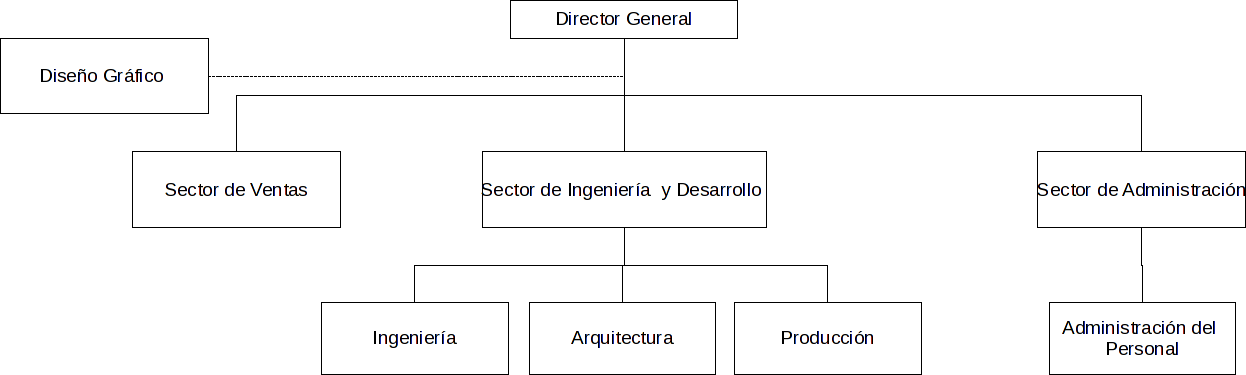 Director General
Diseño Gráfico
Sector de Ventas
Sector de Ingeniería  y Desarrollo
Sector de Administración
Ingeniería
Arquitectura
Producción
Administración del
Personal